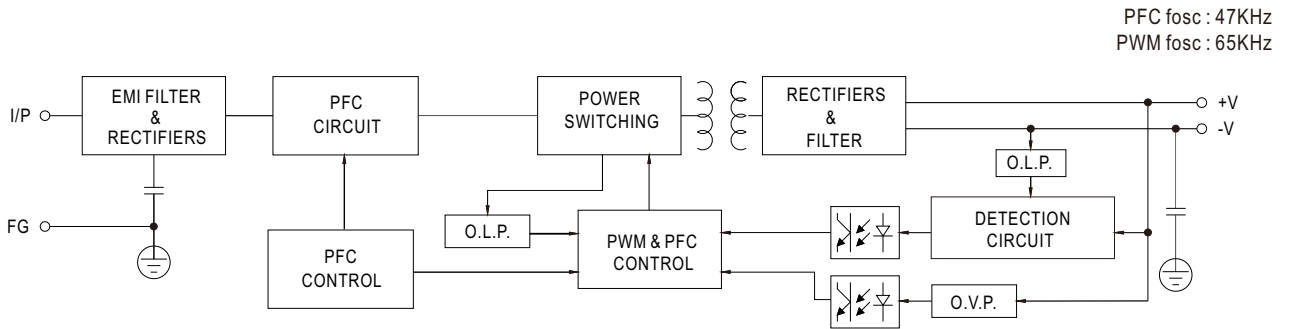 PFC fosc : 47KHz
PWM fosc : 65KHz
I/P
EMI FILTER
&
RECTIFIERS
PFC
CIRCUIT
POWER
SWITCHING
RECTIFIERS
&
FILTER
+V
-V
O.L.P.
FG
O.L.P.
PFC
CONTROL
PWM & PFC
CONTROL
DETECTION
CIRCUIT
O.V.P.